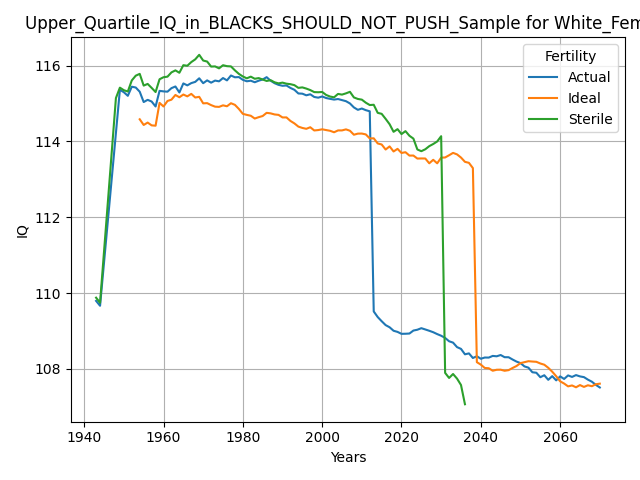 Upper_Quartile_IQ_in_BLACKS_SHOULD_NOT_PUSH_Sample for White_Fem
Fertility
Actual
Ideal
Sterile
116
114
112
110
108
IQ
1940 1960 1980 2000 2020 2040 2060
Years